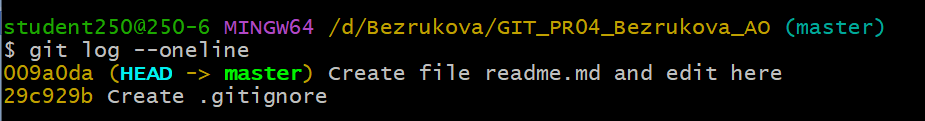 student250@250-6 MINGW64 /d/Bezrukova/GIT_PR04_Bezrukova_AO (master)
$ git log --oneline
009a0da (HEAD -> master) Create file readme.md and edit here
29c929b Create .gitignore